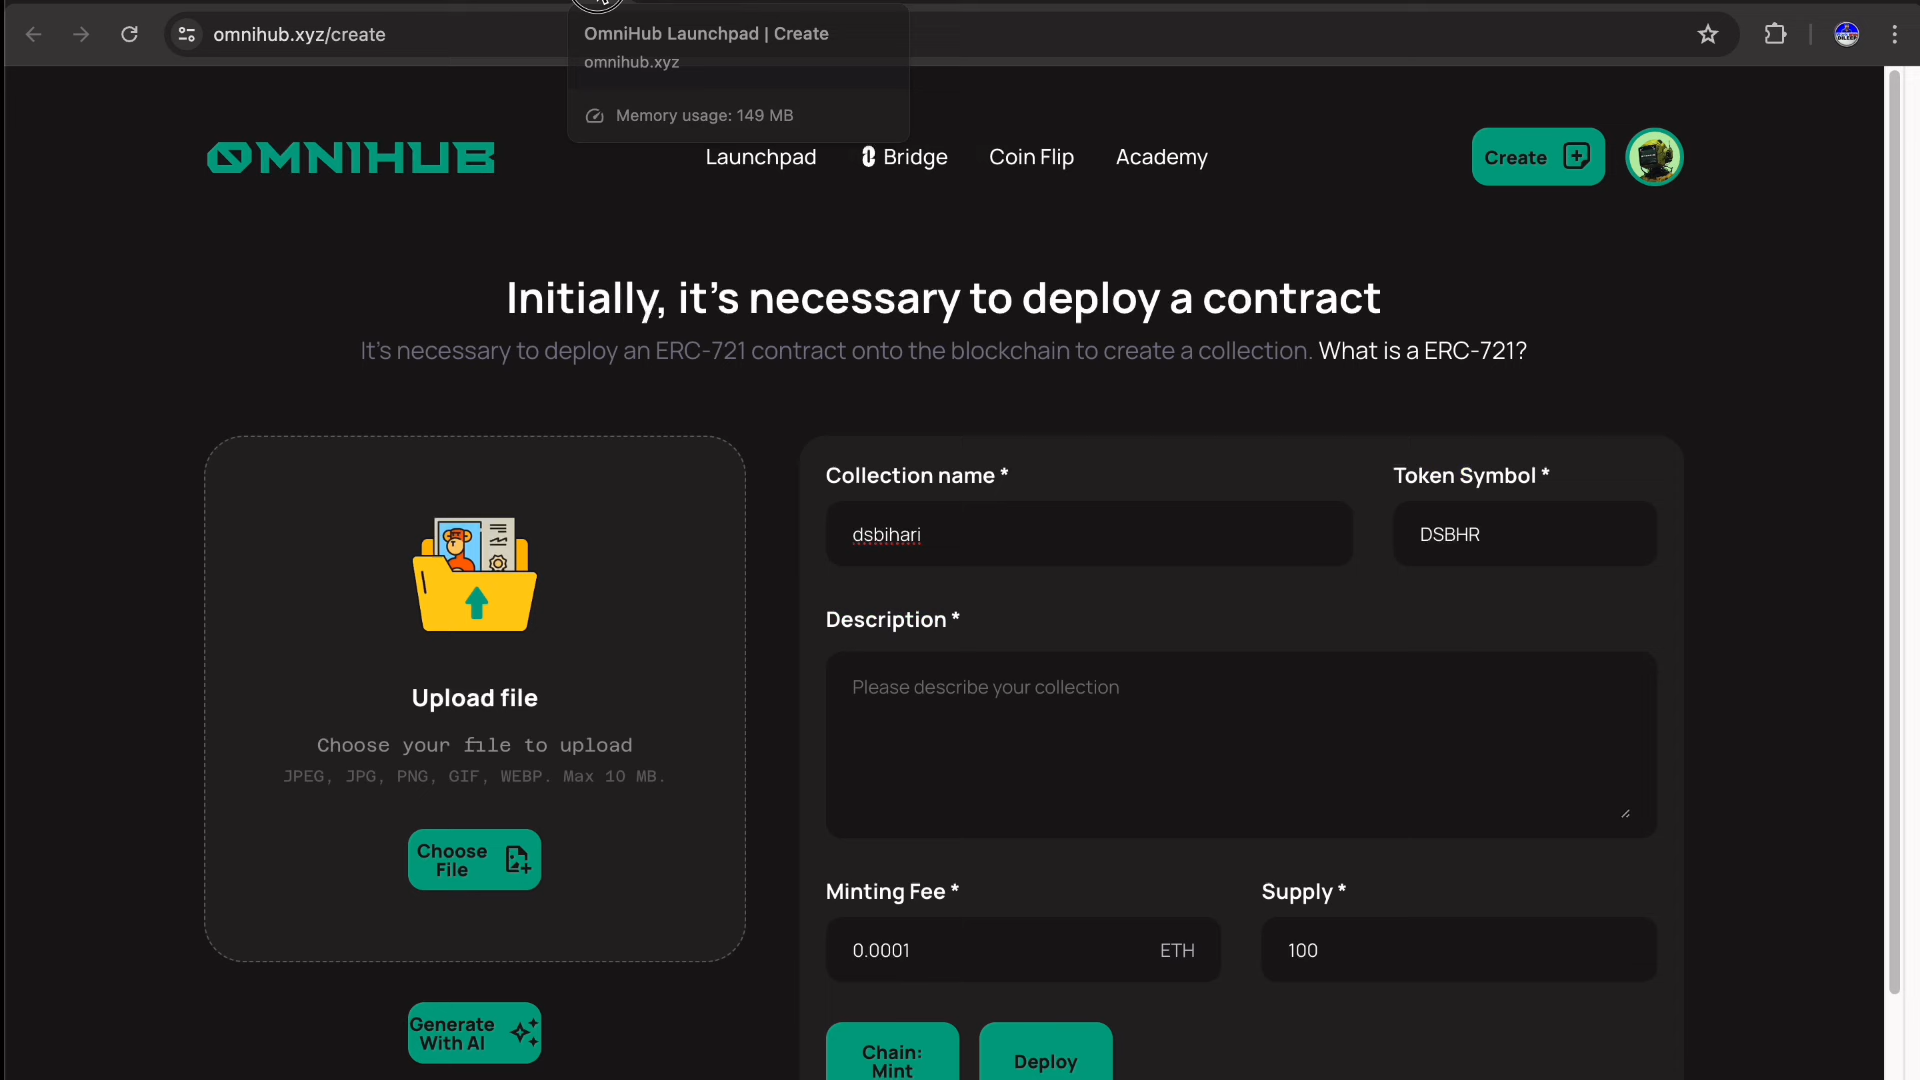 omnihub.xyz/create
OmniHub Launchpad | Create
omnihub.xyz
Memory usage: 149 MB
OMNIHUB
Launchpad
Bridge
Coin Flip
Academy
Create
Initially, it's necessary to deploy a contract
It's necessary to deploy an ERC-721 contract onto the blockchain to create a collection. What is a ERC-721?
Upload file
Choose your file to upload
JPEG, JPG, PNG, GIF, WEBP. Max 10 MB.
Choose
File
Generate
With AI
Collection name *
Token Symbol *
dsbihari
DSBHR
Description *
Please describe your collection
Minting Fee *
Supply *
0.0001
ETH
100
Chain:
Mint
Deploy